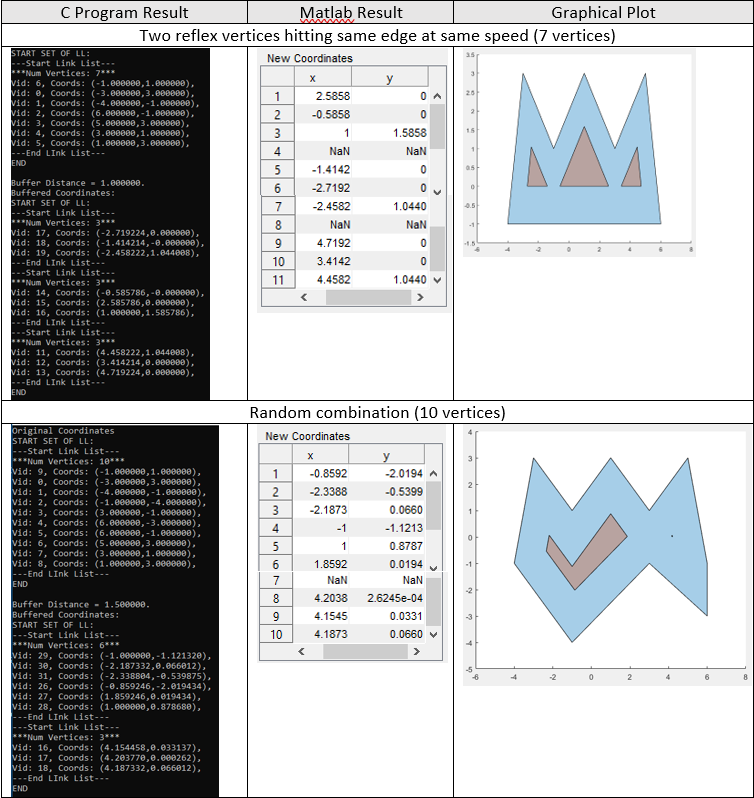 C Program Result
Matlab Result
Graphical Plot
Two reflex vertices hitting same edge at same speed (7 vertices)
START SET OF LL:
---Start Link List---
***Num Vertices: 7***
Vid: 6, Coords: (-1.000000,1.000000),
Vid: 0, Coords: (-3.000000,3.000000),
Vid: 1, Coords: (-4.000000,-1.000000),
Vid: 2, Coords: (6.000000,-1.000000),
Vid: 3, Coords: (5.000000,3.000000),
Vid: 4, Coords: (3.000000,1.000000),
Vid: 5, Coords: (1.000000,3.000000),
---End LInk List---
END
Buffer Distance = 1.000000.
Buffered Coordinates:
START SET OF LL:
---Start Link List---
***Num Vertices: 3***
Vid: 17, Coords: (-2.719224,0.000000),
Vid: 18, Coords: (-1.414214,-0.000000),
Vid: 19, Coords: (-2.458222,1.044008),
---End LInk List---
---Start Link List---
***Num Vertices: 3***
Vid: 14, Coords: (-0.585786,-0.000000),
Vid: 15, Coords: (2.585786,0.000000),
Vid: 16, Coords: (1.000000,1.585786),
---End LInk List---
---Start Link List---
***Num Vertices: 3***
Vid: 11, Coords: (4.458222,1.044008),
Vid: 12, Coords: (3.414214,0.000000),
Vid: 13, Coords: (4.719224,0.000000),
---End LInk List---
END
New Coordinates
x y
1 2.5858 0
2 -0.5858 0
3 1 1.5858
4 NaN NaN
5 -1.4142 0
6 -2.7192 0
7 -2.4582 1.0440
8 NaN NaN
9 4.7192 0
10 3.4142 0
11 4.4582 1.0440
3.5
3
2.5
2
1.5
1
0.5
0
-0.5
-1
-1.5
-6 -4 -2 0 2 4 6 8
Random combination (10 vertices)
Original Coordinates
START SET OF LL:
---Start Link List---
***Num Vertices: 10***
Vid: 9, Coords: (-1.000000,1.000000),
Vid: 0, Coords: (-3.000000,3.000000),
Vid: 1, Coords: (-4.000000,-1.000000),
Vid: 2, Coords: (-1.000000,-4.000000),
Vid: 3, Coords: (3.000000,-1.000000),
Vid: 4, Coords: (6.000000,-3.000000),
Vid: 5, Coords: (6.000000,-1.000000),
Vid: 6, Coords: (5.000000,3.000000),
Vid: 7, Coords: (3.000000,1.000000),
Vid: 8, Coords: (1.000000,3.000000),
---End LInk List---
END
Buffer Distance = 1.500000.
Buffered Coordinates:
START SET OF LL:
---Start Link List---
***Num Vertices: 6***
Vid: 29, Coords: (-1.000000,-1.121320),
Vid: 30, Coords: (-2.187332,0.066012),
Vid: 31, Coords: (-2.338804,-0.539875),
Vid: 26, Coords: (-0.859246,-2.019434),
Vid: 27, Coords: (1.859246,0.019434),
Vid: 28, Coords: (1.000000,0.878680),
---End LInk List---
---Start Link List---
***Num Vertices: 3***
Vid: 16, Coords: (4.154458,0.033137),
Vid: 17, Coords: (4.203770,0.000262),
Vid: 18, Coords: (4.187332,0.066012),
---End LInk List---
END
New Coordinates
x y
1 -0.8592 -2.0194
2 -2.3388 -0.5399
3 -2.1873 0.0660
4 -1 -1.1213
5 1 0.8787
6 1.8592 0.0194
7 NaN NaN
8 4.2038 2.6245e-04
9 4.1545 0.0331
10 4.1873 0.0660
4
3
2
1
0
-1
-2
-3
-4
-5
-6 -4 -2 0 2 4 6 8